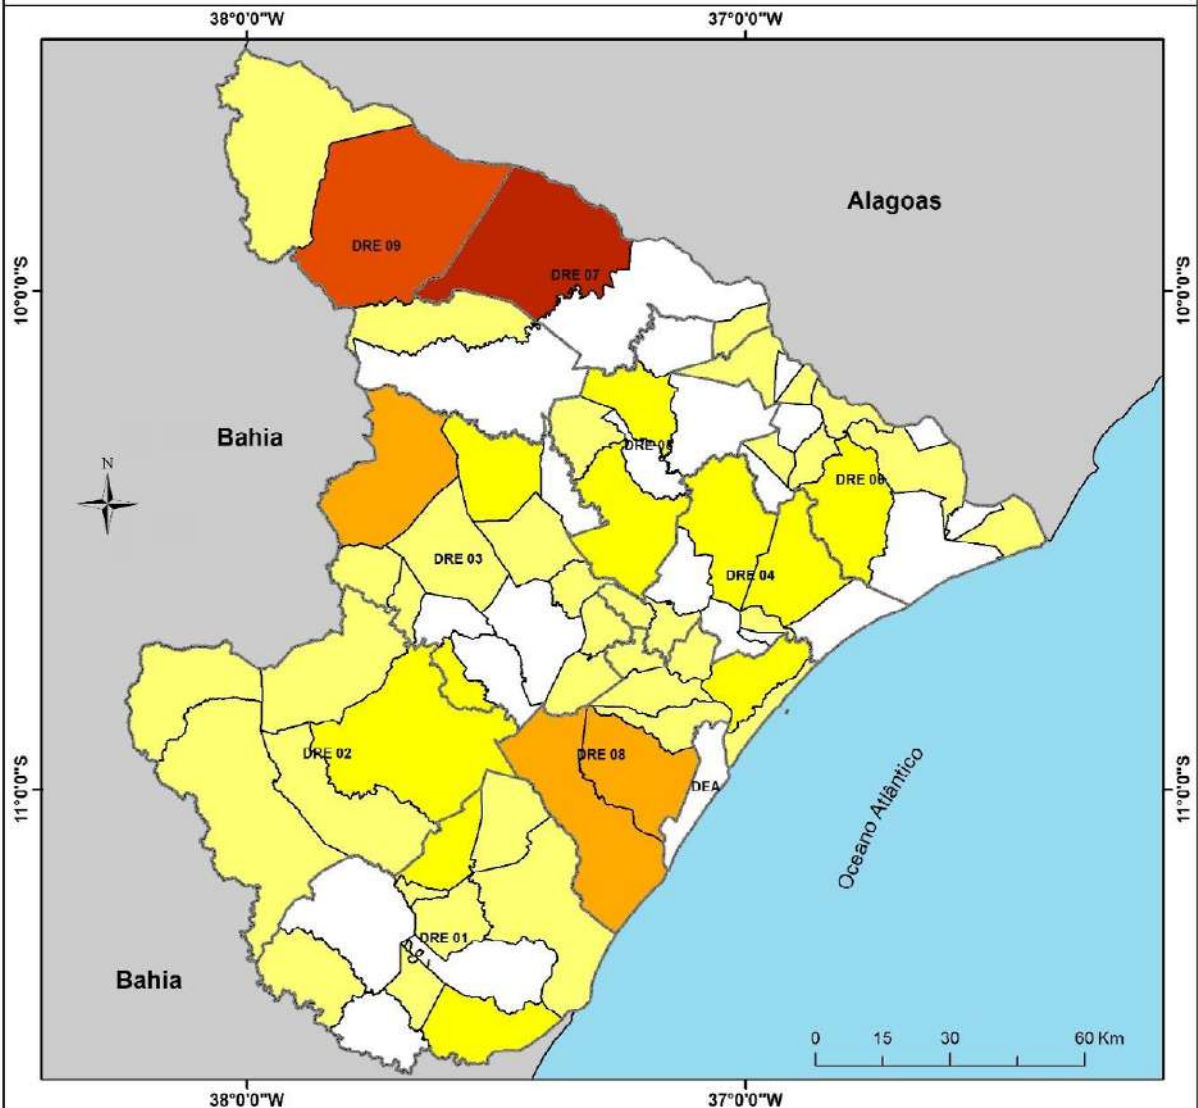 38°0'0"W
37°0'0"W
Alagoas
DRE 09
DRE 07
10°0'0"S
10°0'0"S
Bahia
N
DRE 05
DRE 06
DRE 03
DRE 04
DRE 02
DRE 08
DEA
11°0'0"S
11°0'0"S
Oceano Atlântico
DRE 01
Bahia
0 15 30 60 Km
38°0'0"W
37°0'0"W